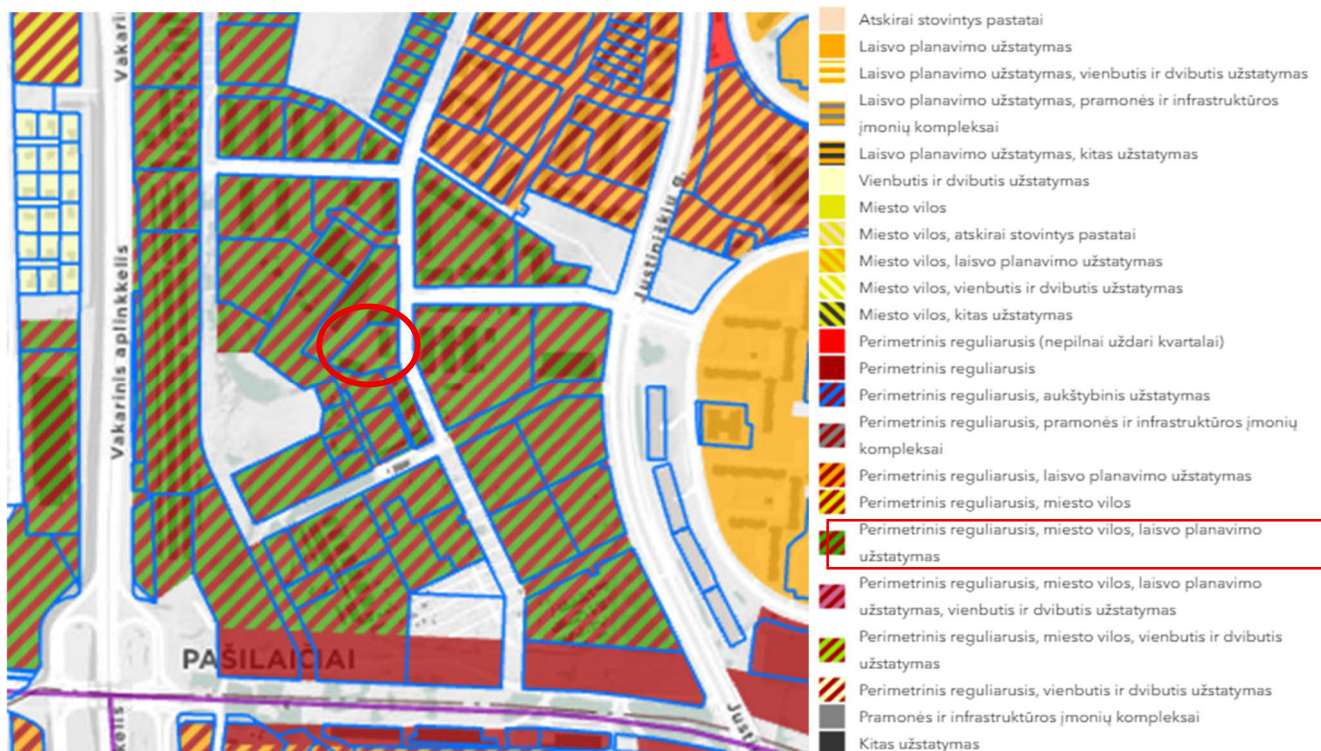 Vakarin
Justiniškių g.
Vakarinis aplinkkelis
PAŠILAIČIAI
kelis
Just
Atskirai stovintys pastatai
Laisvo planavimo užstatymas
Laisvo planavimo užstatymas, vienbutis ir dvibutis užstatymas
Laisvo planavimo užstatymas, pramonės ir infrastruktūros
įmonių kompleksai
Laisvo planavimo užstatymas, kitas užstatymas
Vienbutis ir dvibutis užstatymas
Miesto vilos
Miesto vilos, atskirai stovintys pastatai
Miesto vilos, laisvo planavimo užstatymas
Miesto vilos, vienbutis ir dvibutis užstatymas
Miesto vilos, kitas užstatymas
Perimetrinis reguliarusis (nepilnai uždari kvartalai)
Perimetrinis reguliarusis
Perimetrinis reguliarusis, aukštybinis užstatymas
Perimetrinis reguliarusis, pramonės ir infrastruktūros įmonių
kompleksai
Perimetrinis reguliarusis, laisvo planavimo užstatymas
Perimetrinis reguliarusis, miesto vilos
Perimetrinis reguliarusis, miesto vilos, laisvo planavimo
užstatymas
Perimetrinis reguliarusis, miesto vilos, laisvo planavimo
užstatymas, vienbutis ir dvibutis užstatymas
Perimetrinis reguliarusis, miesto vilos, vienbutis ir dvibutis
užstatymas
Perimetrinis reguliarusis, vienbutis ir dvibutis užstatymas
Pramonės ir infrastruktūros įmonių kompleksai
Kitas užstatymas